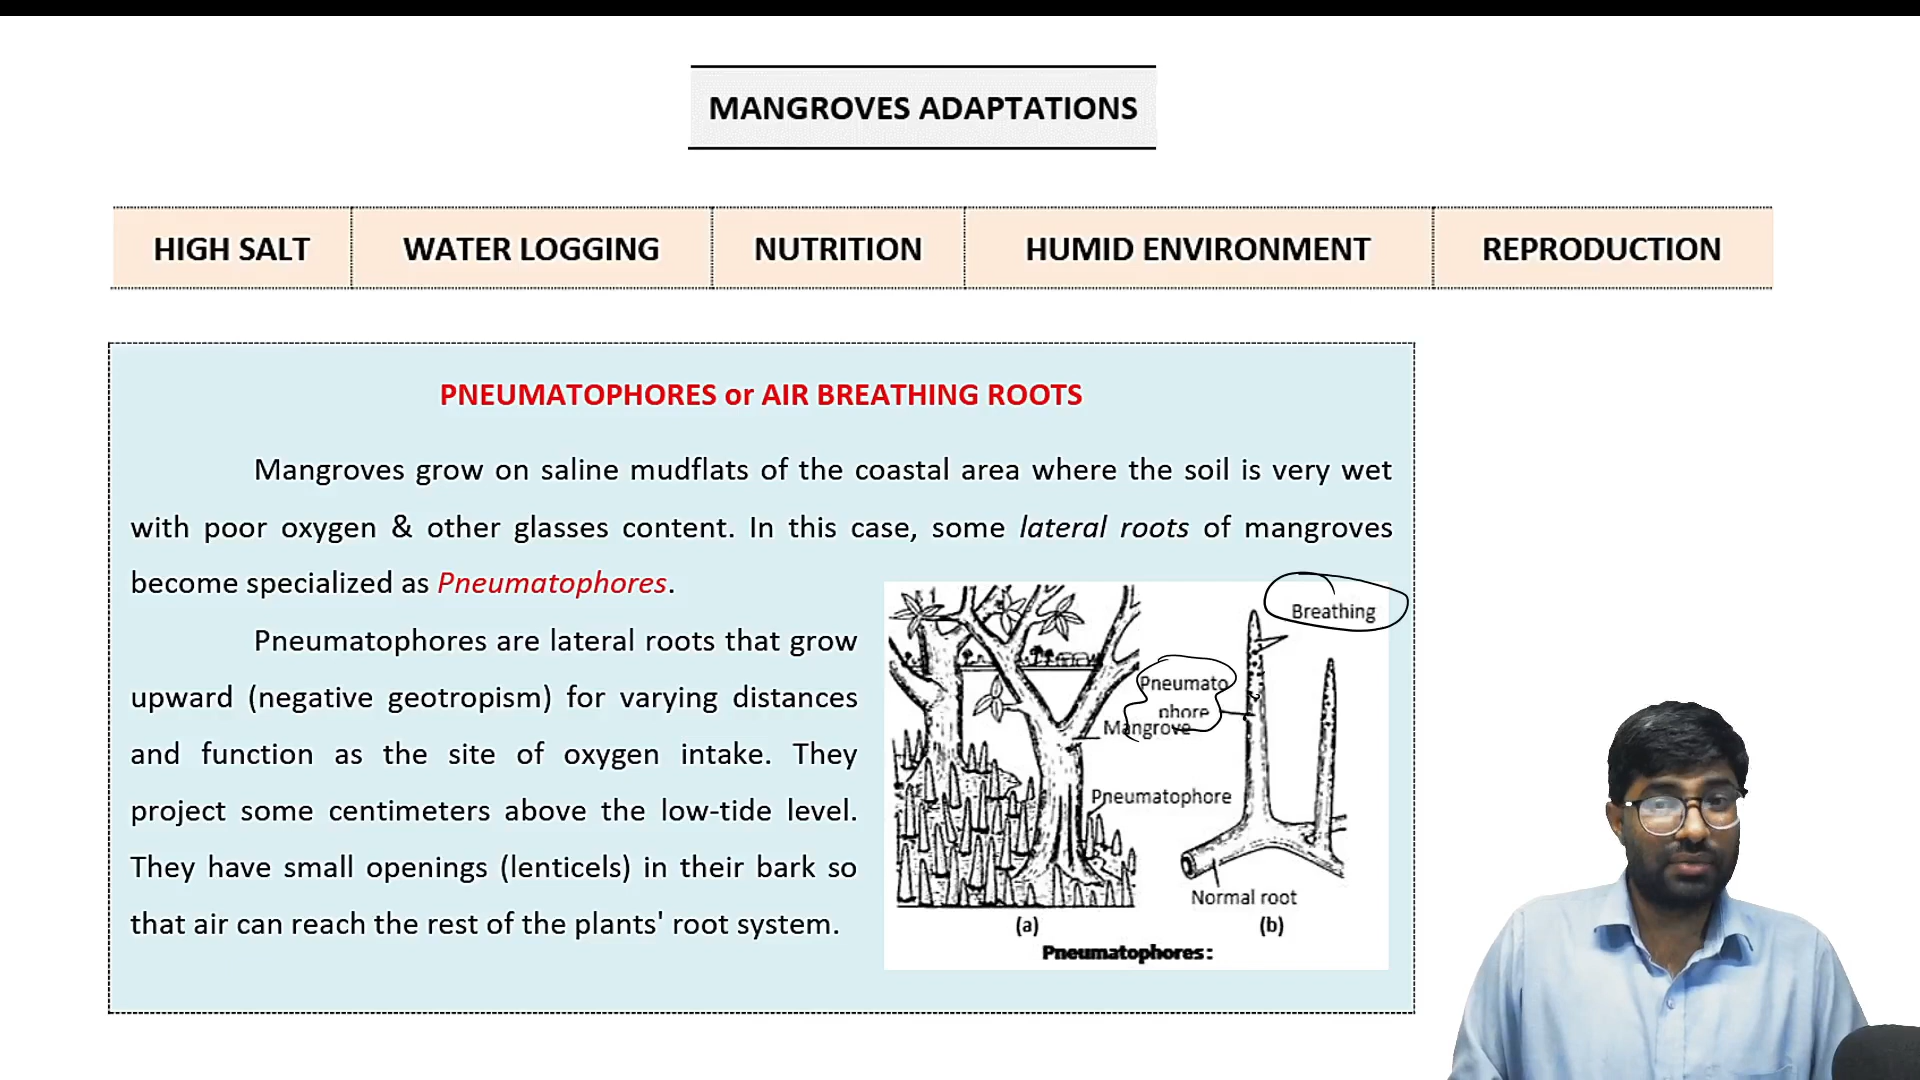 MANGROVES ADAPTATIONS
HIGH SALT WATER LOGGING NUTRITION HUMID ENVIRONMENT REPRODUCTION
PNEUMATOPHORES or AIR BREATHING ROOTS
Mangroves grow on saline mudflats of the coastal area where the soil is very wet
with poor oxygen & other glasses content. In this case, some lateral roots of mangroves
become specialized as Pneumatophores.
Pneumatophores are lateral roots that grow
upward (negative geotropism) for varying distances
and function as the site of oxygen intake. They
project some centimeters above the low-tide level.
They have small openings (lenticels) in their bark so
that air can reach the rest of the plants' root system.
Breathing
Pneumato
phore
Mangrove
Pneumatophore
Normal root
(a) (b)
Pneumatophores: